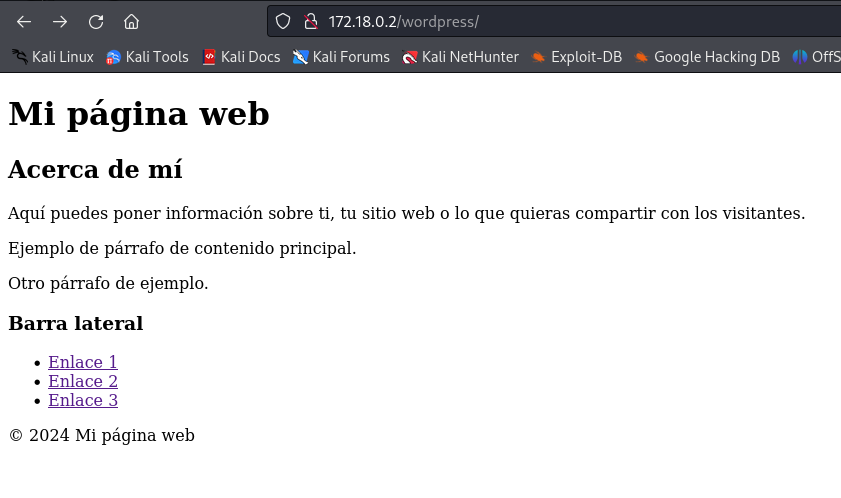 172.18.0.2/wordpress/
Kali Linux Kali Tools Kali Docs Kali Forums Kali NetHunter Exploit-DB Google Hacking DB OffS
Mi página web
Acerca de mí
Aquí puedes poner información sobre ti, tu sitio web o lo que quieras compartir con los visitantes.
Ejemplo de párrafo de contenido principal.
Otro párrafo de ejemplo.
Barra lateral
• Enlace 1
• Enlace 2
• Enlace 3
© 2024 Mi página web